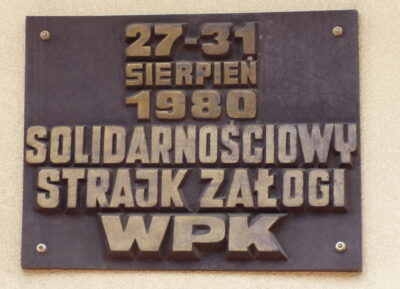 27-31
SIERPIEŃ
1980
SOLIDARNOŚCIOWY
STRAJK ZAŁOGI
WPK